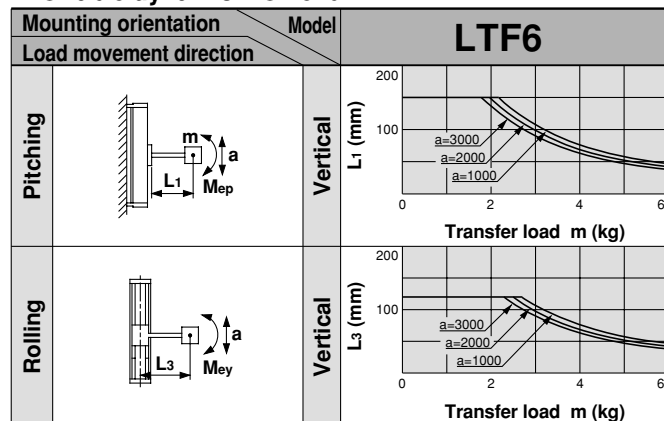 Mounting orientation Model
Load movement direction
LTF6
Pitching
m
a
L1
Mep
Vertical
L1 (mm)
200
100
a=3000
a=2000
a=1000
0 2 4 6
Transfer load m (kg)
Rolling
a
L3
Mey
Vertical
L3 (mm)
200
100
a=3000
a=2000
a=1000
0 2 4 6
Transfer load m (kg)